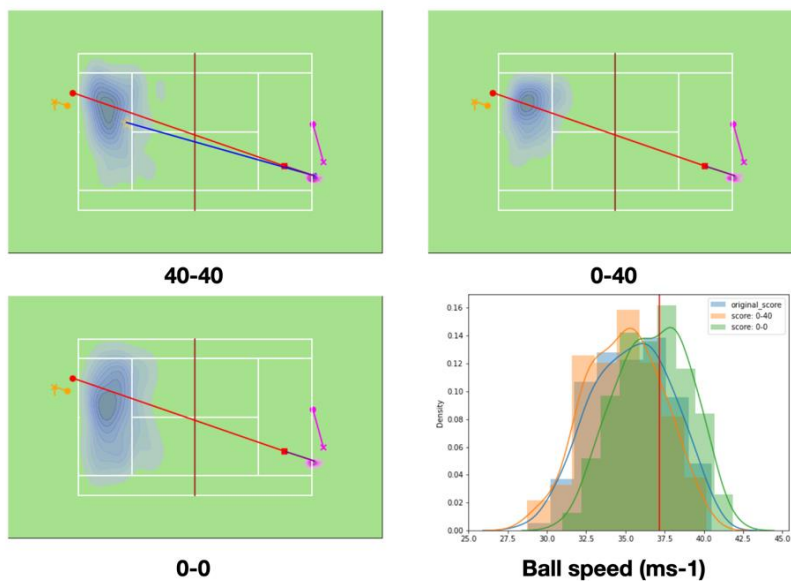 40-40
0-40
0-0
original_score
score: 0-40
score: 0-0
Density
0.16
0.14
0.12
0.10
0.08
0.06
0.04
0.02
0.00
25.0 27.5 30.0 32.5 35.0 37.5 40.0 42.5 45.0
Ball speed (ms-1)